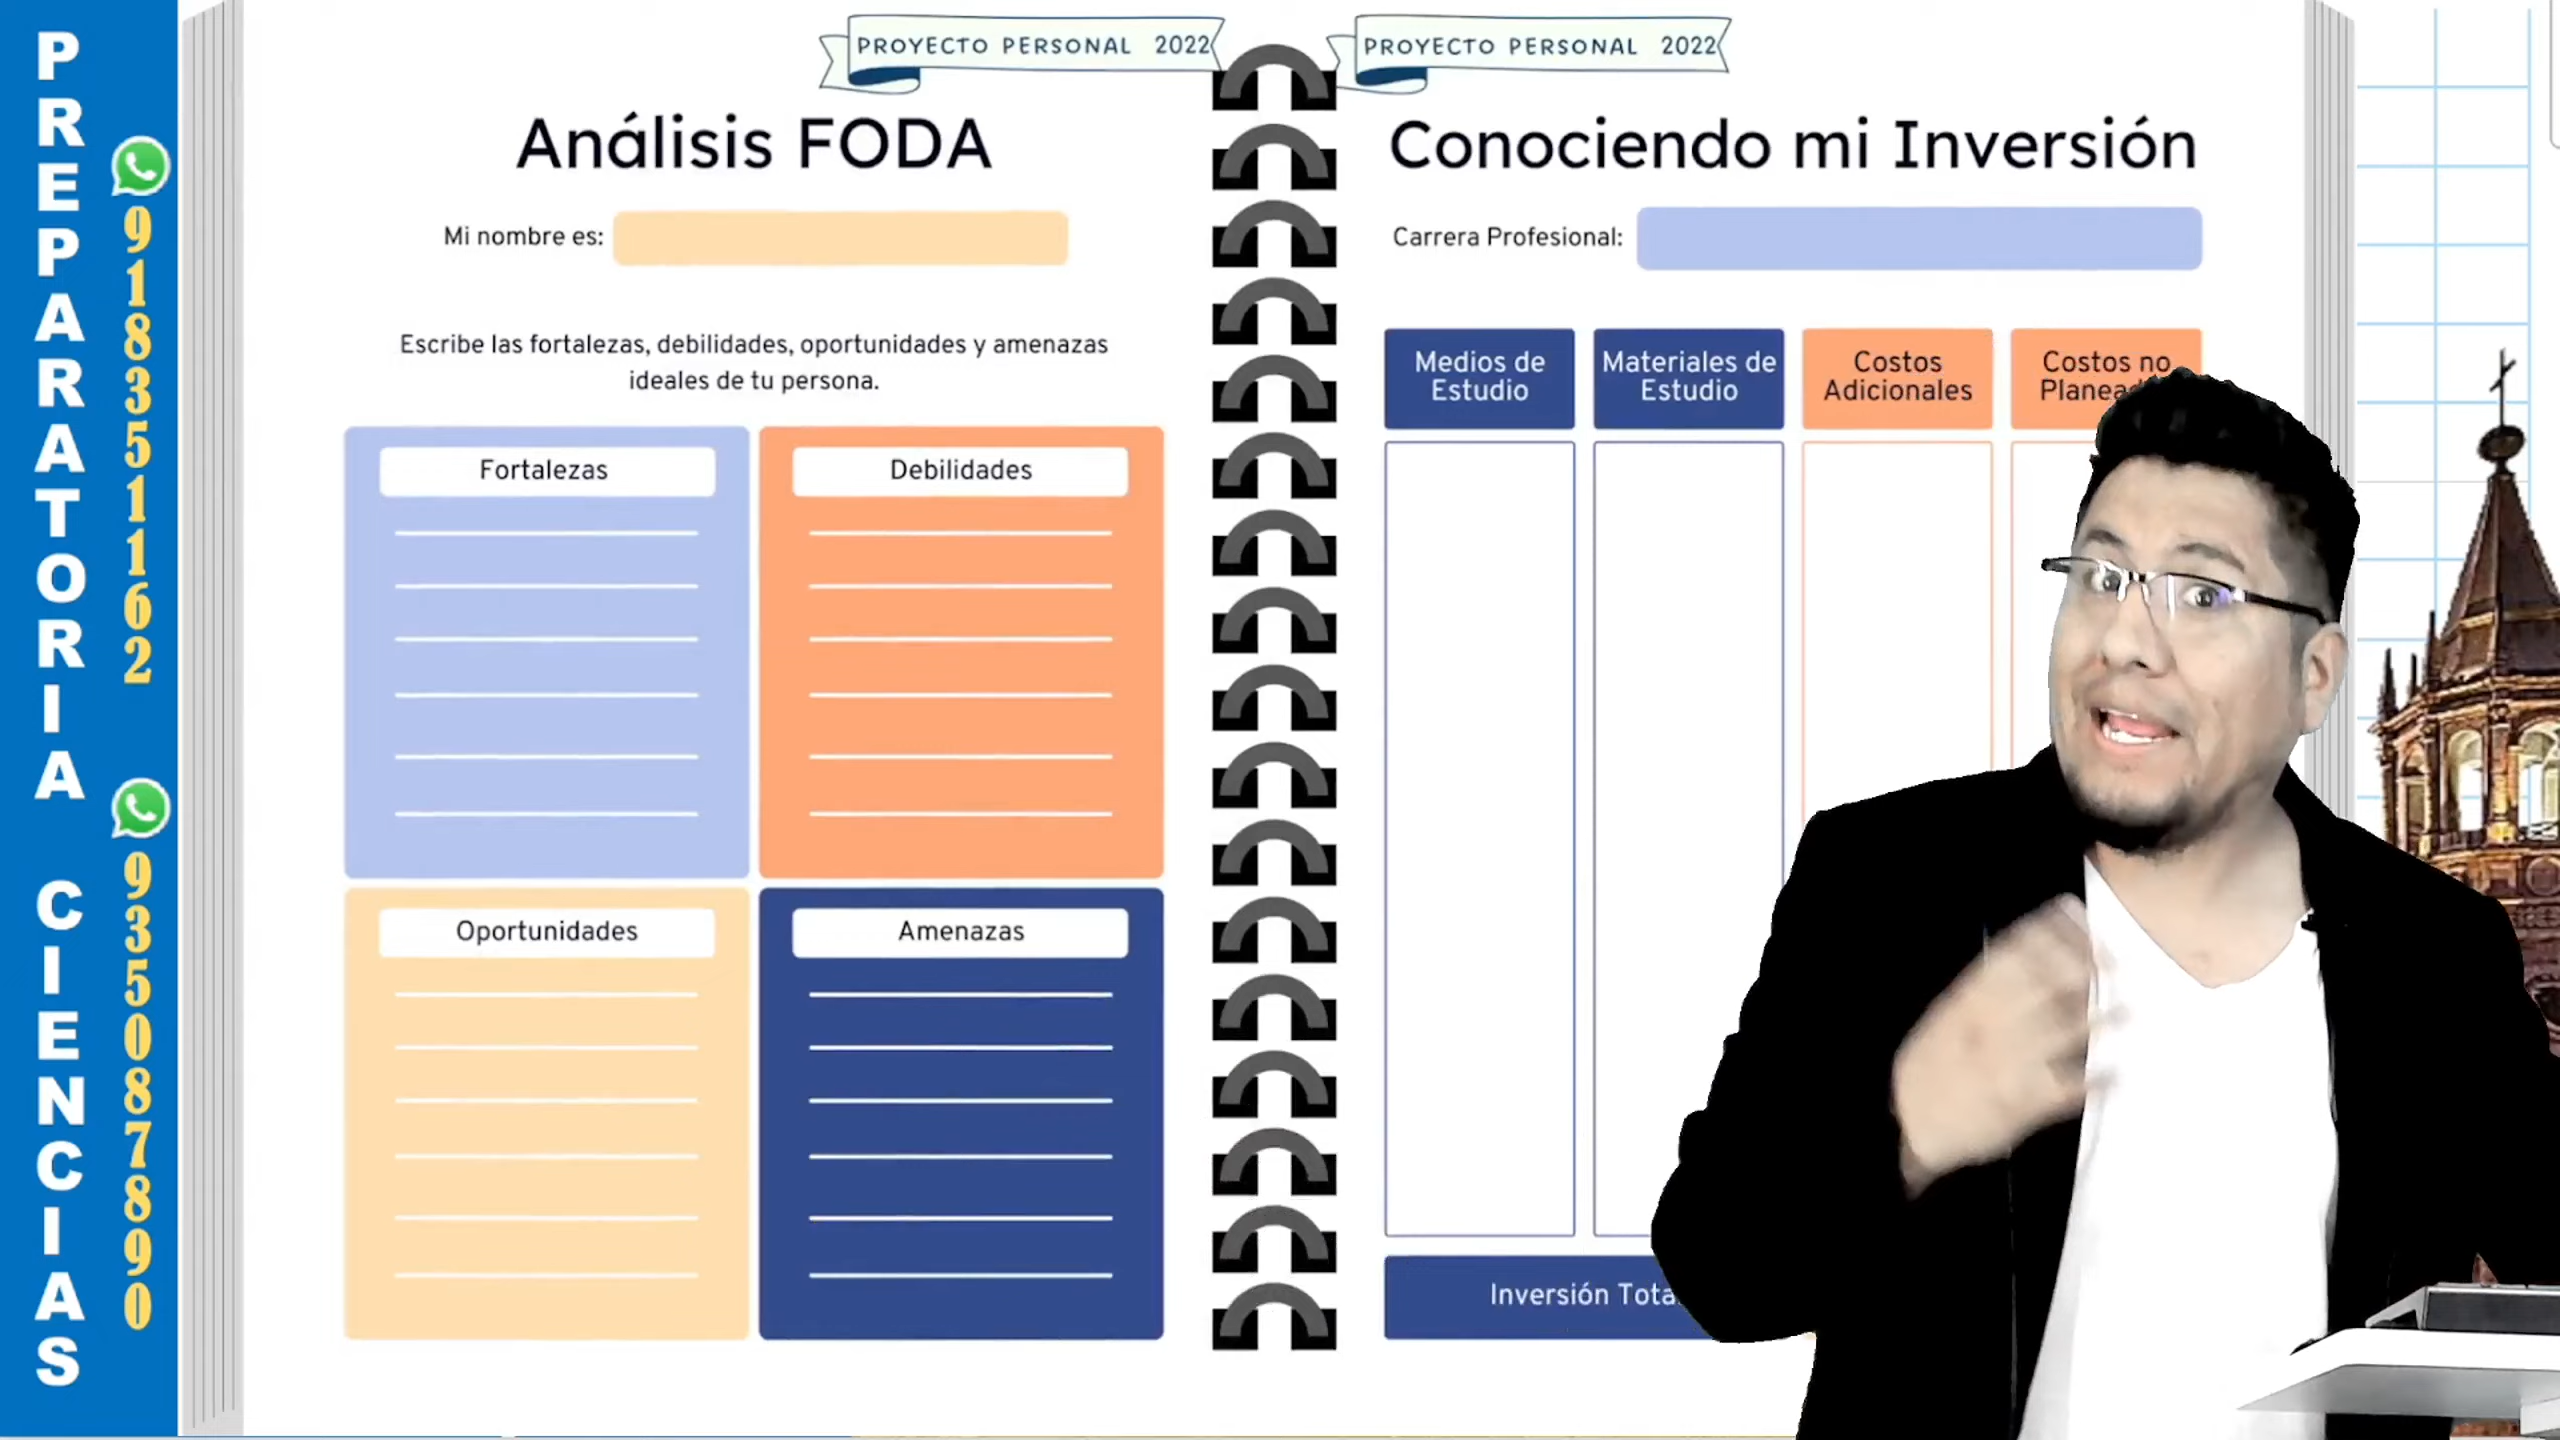 PREPARATORIA CIENCIAS
918351162
935087890
PROYECTO PERSONAL 2022
Análisis FODA
Mi nombre es:
Escribe las fortalezas, debilidades, oportunidades y amenazas
ideales de tu persona.
Fortalezas
Debilidades
Oportunidades
Amenazas
PROYECTO PERSONAL 2022
Conociendo mi Inversión
Carrera Profesional:
Medios de
Estudio
Materiales de
Estudio
Costos
Adicionales
Costos no
Inversión